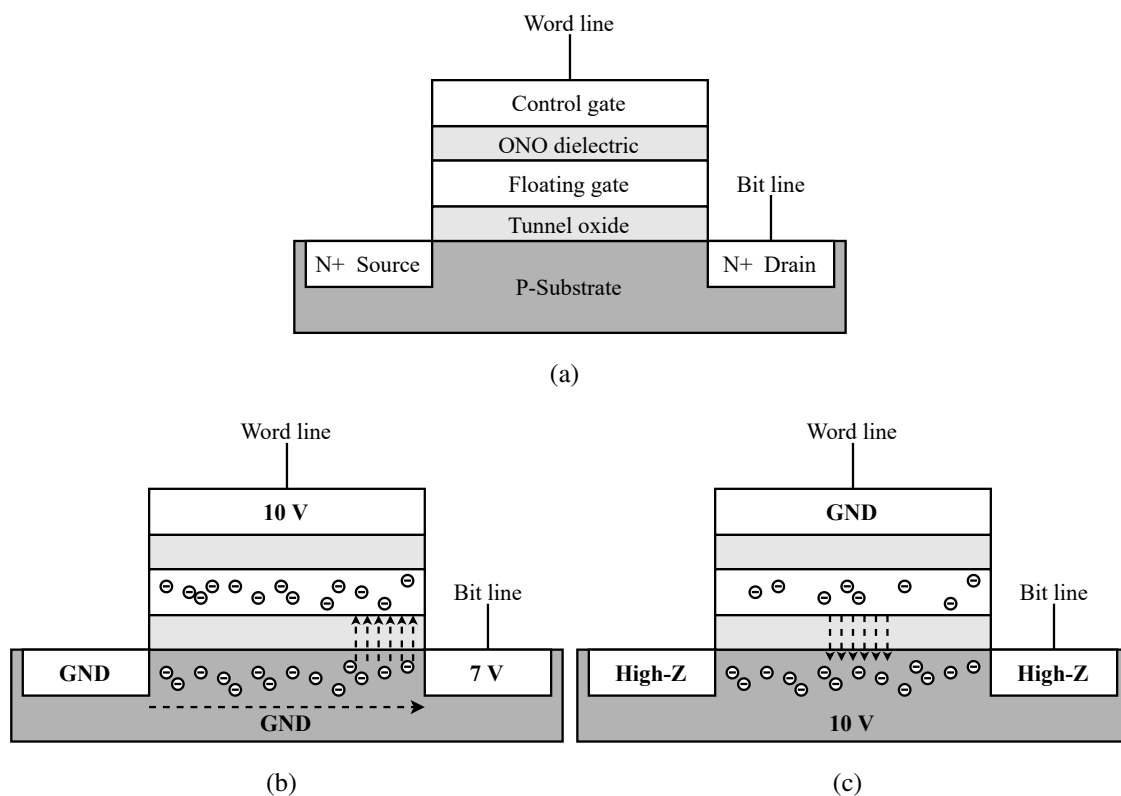 Word line
Control gate
ONO dielectric
Floating gate
Bit line
Tunnel oxide
N+ Source
N+ Drain
P-Substrate
(a)
Word line
10 V
Bit line
GND
7 V
GND
(b)
Word line
GND
Bit line
High-Z
High-Z
10 V
(c)